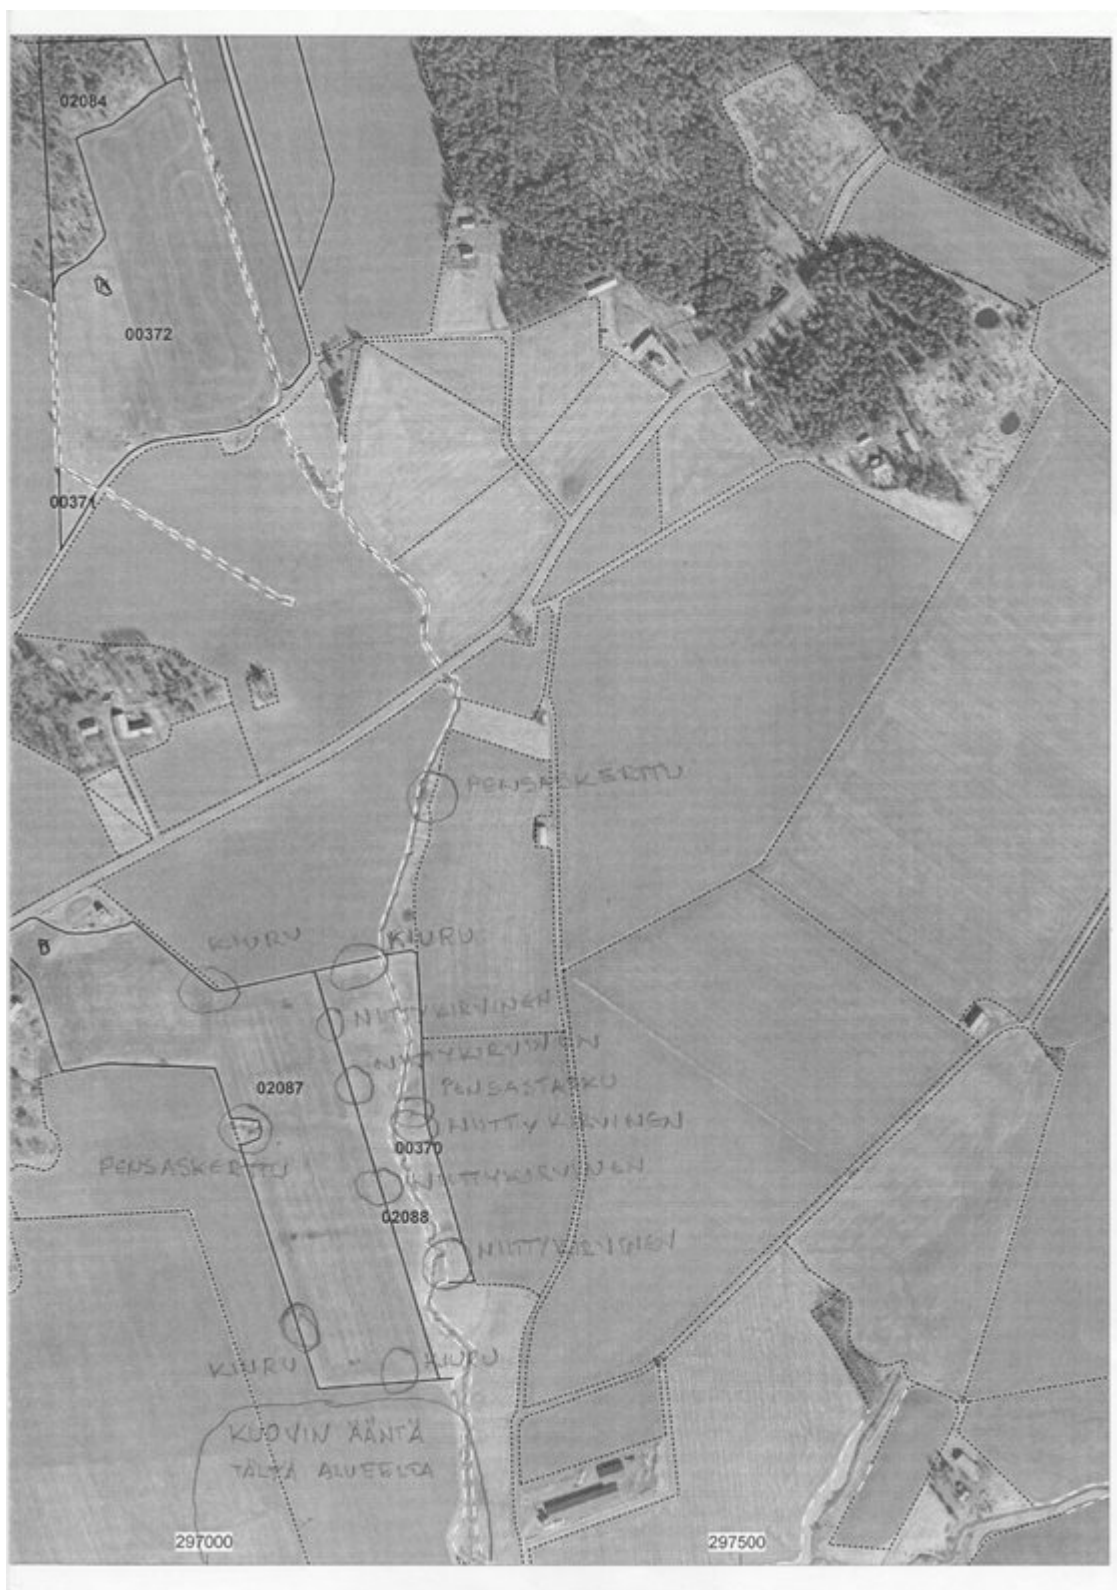 02084
00372
00371
PENSASKERTTU
KIURU
KIURU
NIITTYKIRVINEN
NIITTYKIRVINEN
02087
PENSASTASKU
NIITTYKIRVINEN
00370
PENSASKERTTU
NIITTYKIRVINEN
02088
NIITTYKIRVINEN
KIURU
KIURU
KUOVIN ÄÄNTÄ
TÄLTÄ ALUEELTA
297000
297500